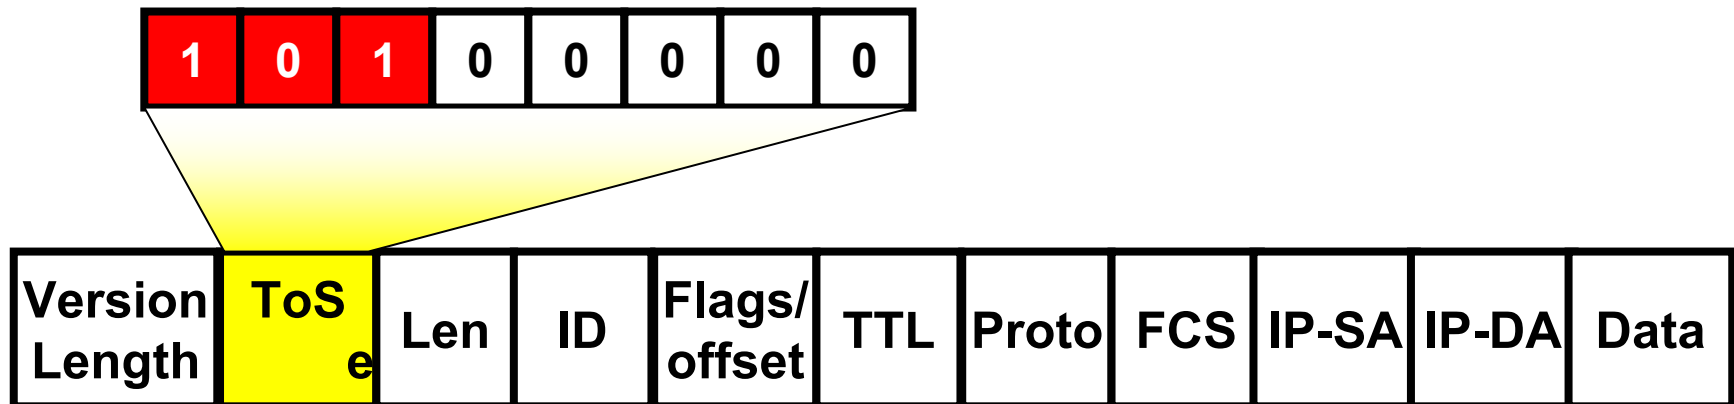 1 0 1 0 0 0 0 0
Version Length
ToS e
Len
ID
Flags/ offset
TTL
Proto
FCS
IP-SA
IP-DA
Data